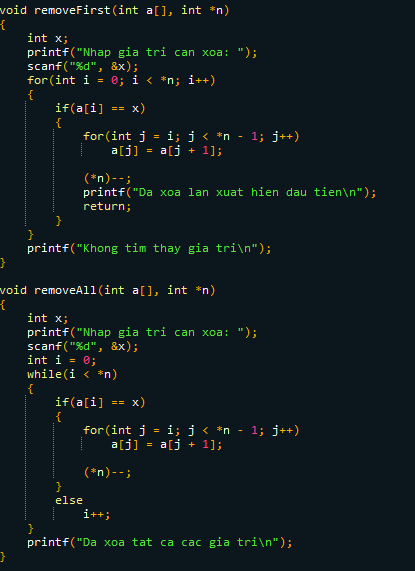 void removeFirst(int a[], int *n)
{
    int x;
    printf("Nhap gia tri can xoa: ");
    scanf("%d", &x);
    for(int i = 0; i < *n; i++)
    {
        if(a[i] == x)
        {
            for(int j = i; j < *n - 1; j++)
                a[j] = a[j + 1];

            (*n)--;
            printf("Da xoa lan xuat hien dau tien\n");
            return;
        }
    }
    printf("Khong tim thay gia tri\n");
}

void removeAll(int a[], int *n)
{
    int x;
    printf("Nhap gia tri can xoa: ");
    scanf("%d", &x);
    int i = 0;
    while(i < *n)
    {
        if(a[i] == x)
        {
            for(int j = i; j < *n - 1; j++)
                a[j] = a[j + 1];

            (*n)--;
        }
        else
            i++;
    }
    printf("Da xoa tat ca cac gia tri\n");
}